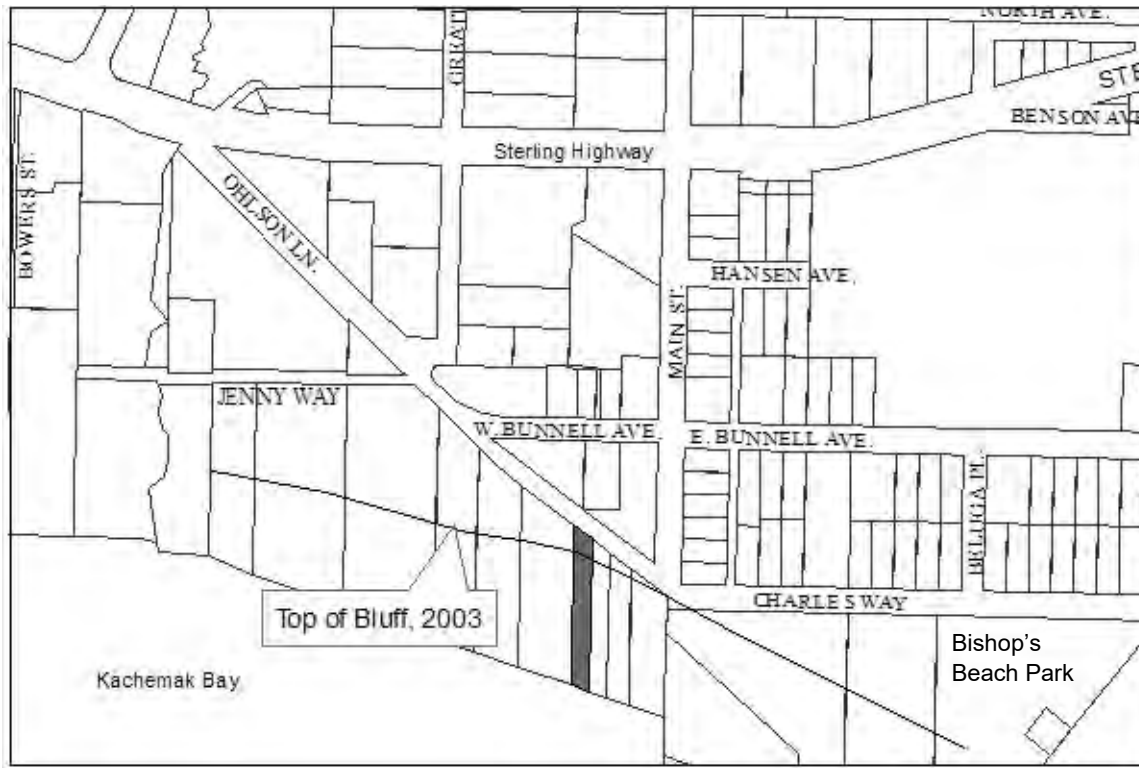 NORTH AVE.
GREAT
STE
BENSON AVE
Sterling Highway
BOWERS ST.
OHLSON LN.
HANSEN AVE.
MAIN ST.
JENNY WAY
W. BUNNELL AVE.
E. BUNNELL AVE.
BELUGA PL.
CHARLES WAY
Top of Bluff, 2003
Bishop's
Beach Park
Kachemak Bay